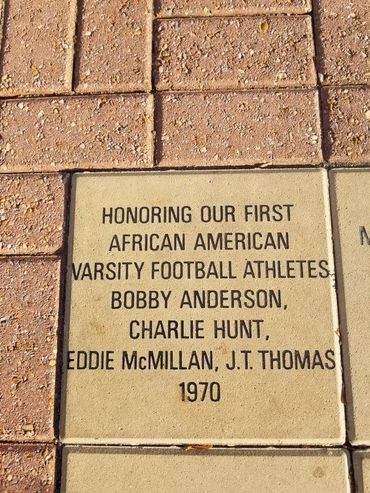 HONORING OUR FIRST
AFRICAN AMERICAN
VARSITY FOOTBALL ATHLETES
BOBBY ANDERSON,
CHARLIE HUNT,
EDDIE McMILLAN, J.T. THOMAS
1970